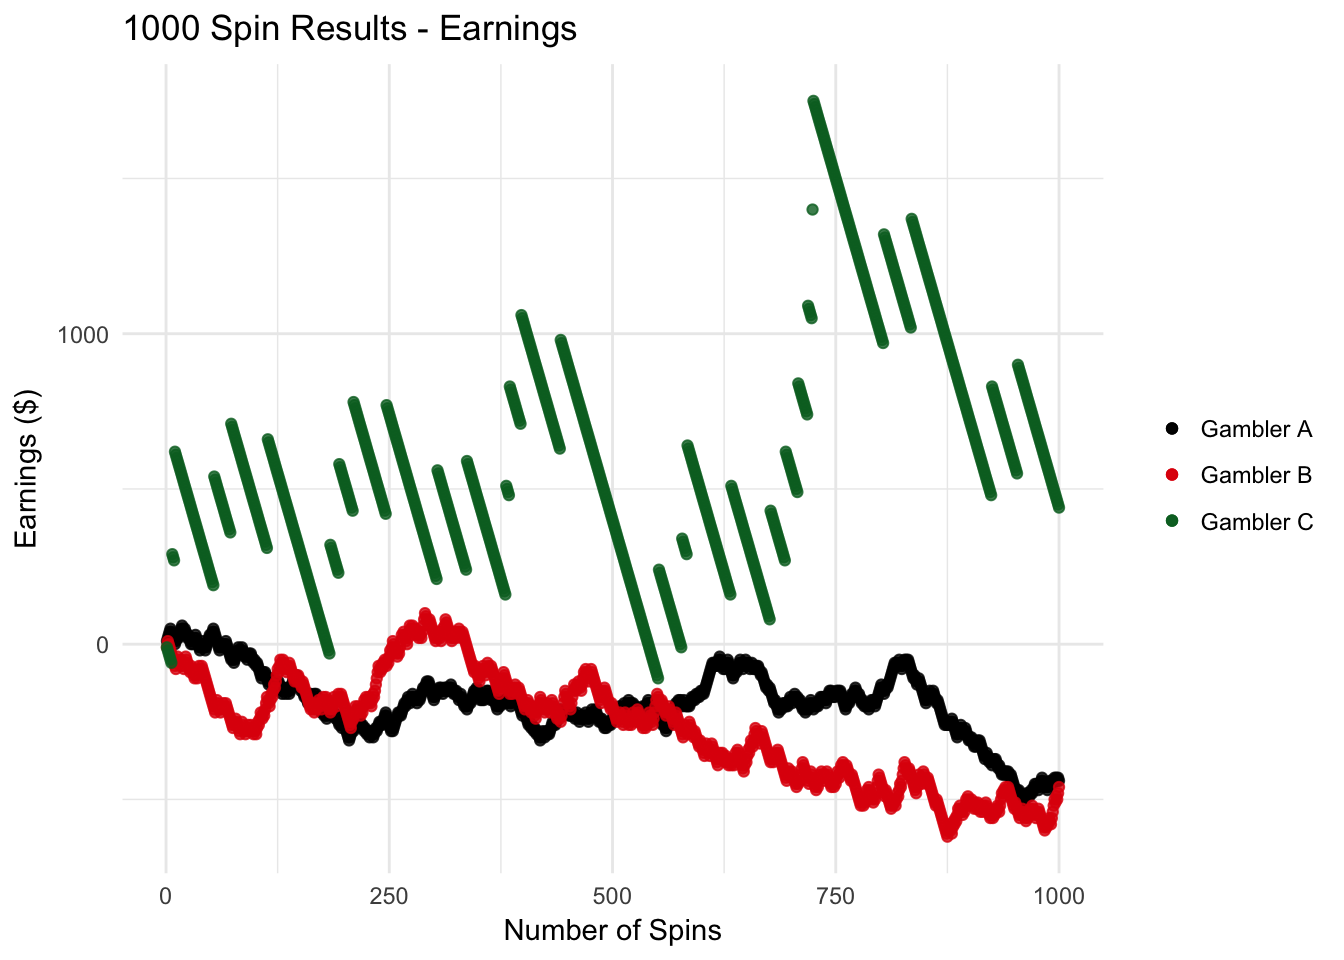 1000 Spin Results - Earnings
Earnings ($)
1000
0
0
250
500
750
1000
Number of Spins
Gambler A
Gambler B
Gambler C